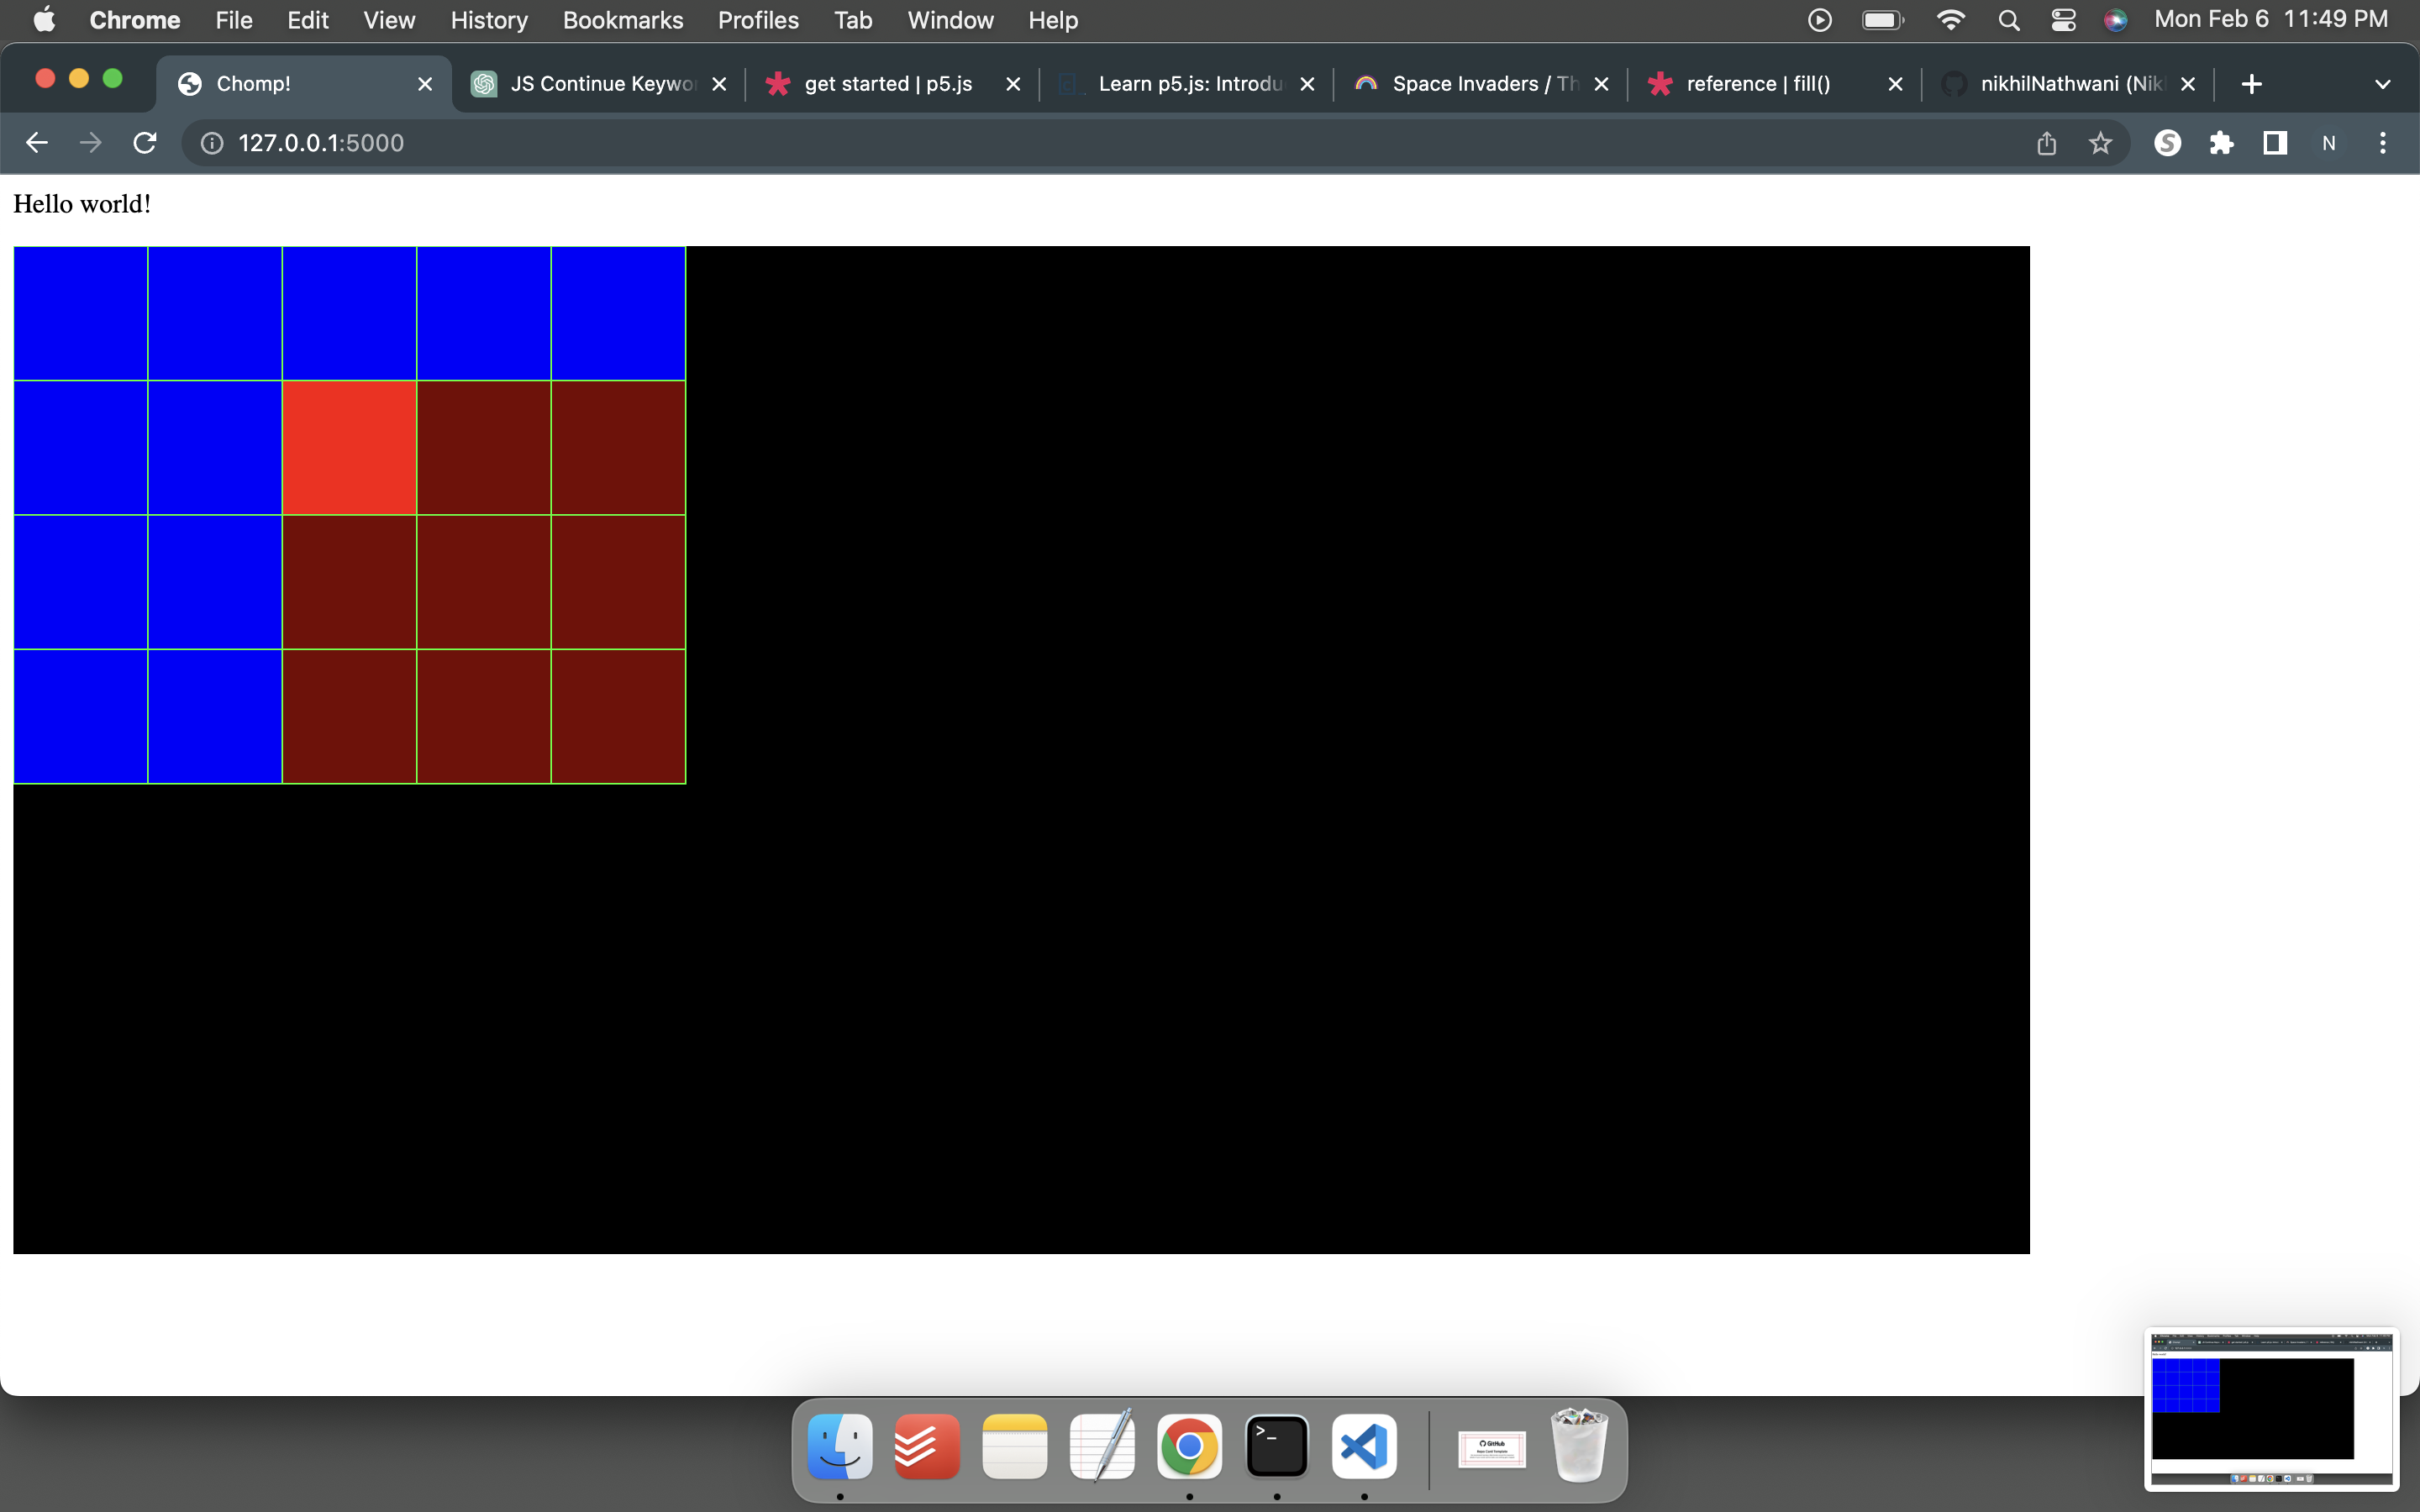 Chrome File Edit View History Bookmarks Profiles Tab Window Help Mon Feb 6 11:49 PM
Chomp! JS Continue Keywo get started | p5.js Learn p5.js: Introdu Space Invaders / Th reference | fill() nikhilNathwani (Nik
127.0.0.1:5000 N
Hello world!
>_
GitHub